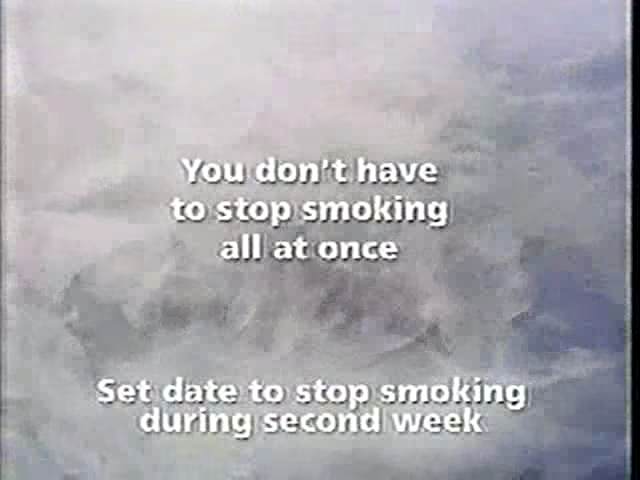 You don't have
to stop smoking
all at once
Set date to stop smoking
during second week